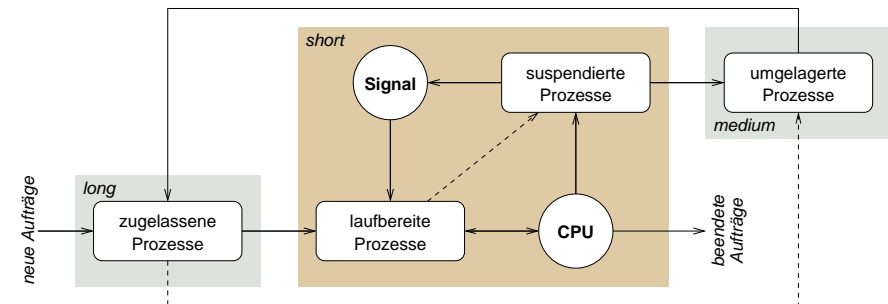 short
Signal
suspendierte
Prozesse
umgelagerte
Prozesse
medium
long
neue Aufträge
zugelassene
Prozesse
laufbereite
Prozesse
CPU
beendete
Aufträge